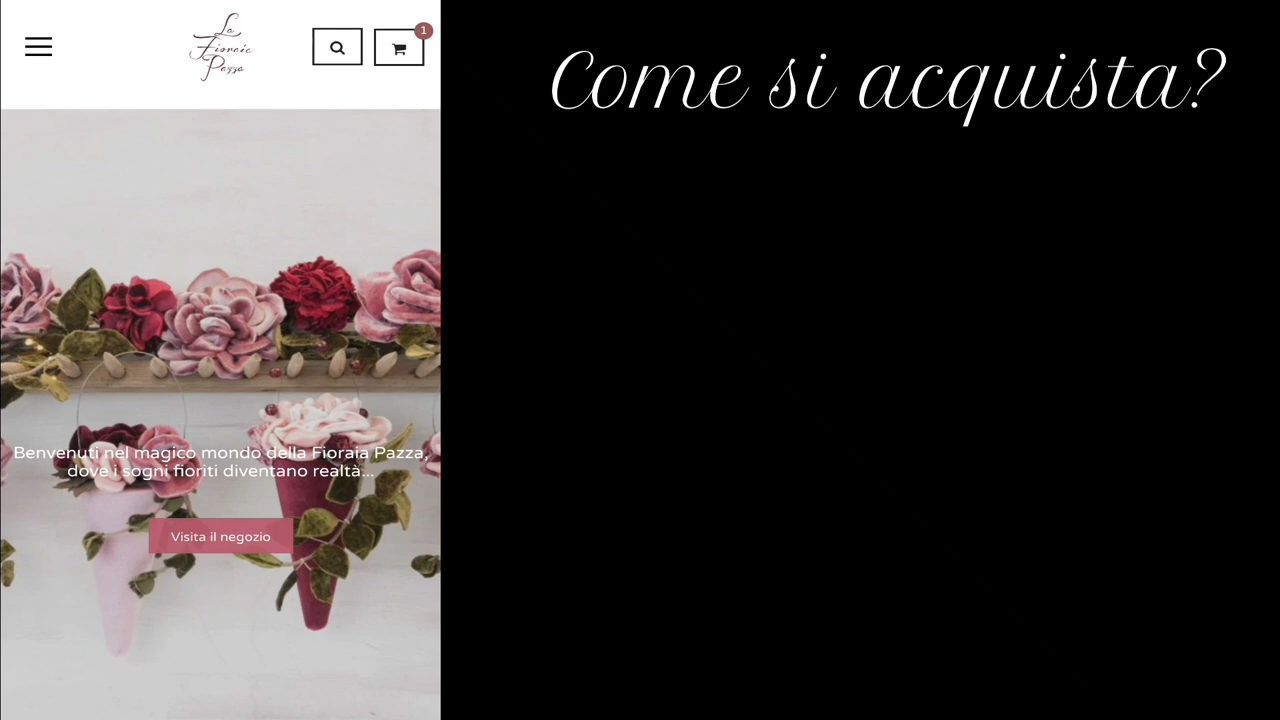 La
Fioraia
Pazza
1
Come si acquista?
Benvenuti nel magico mondo della Fioraia Pazza,
dove i sogni fioriti diventano realtà...
Visita il negozio